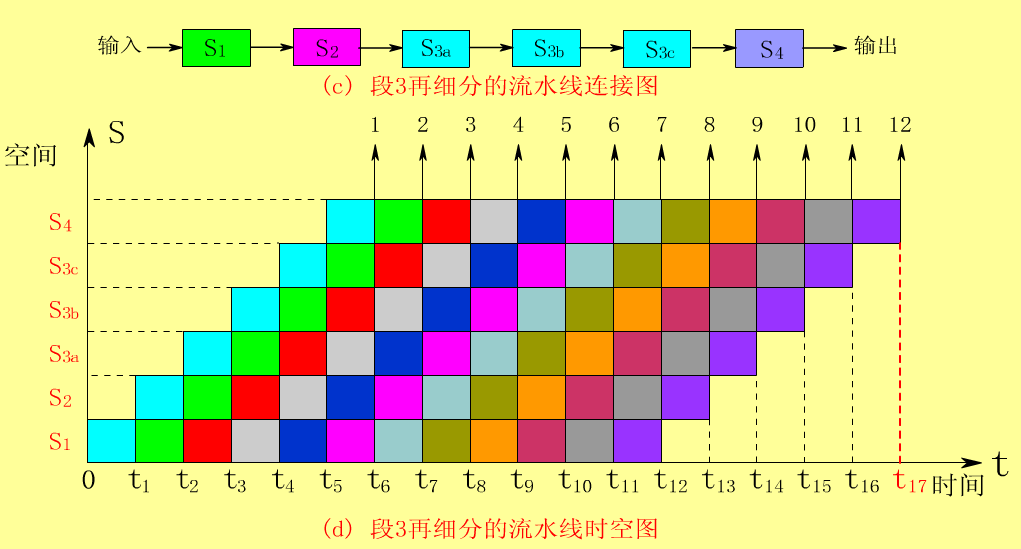 输入 S1 S2 S3a S3b S3c S4 输出
(c) 段3再细分的流水线连接图
S 1 2 3 4 5 6 7 8 9 10 11 12
空间
S4
S3c
S3b
S3a
S2
S1
0 t1 t2 t3 t4 t5 t6 t7 t8 t9 t10 t11 t12 t13 t14 t15 t16 t17 时间 t
(d) 段3再细分的流水线时空图